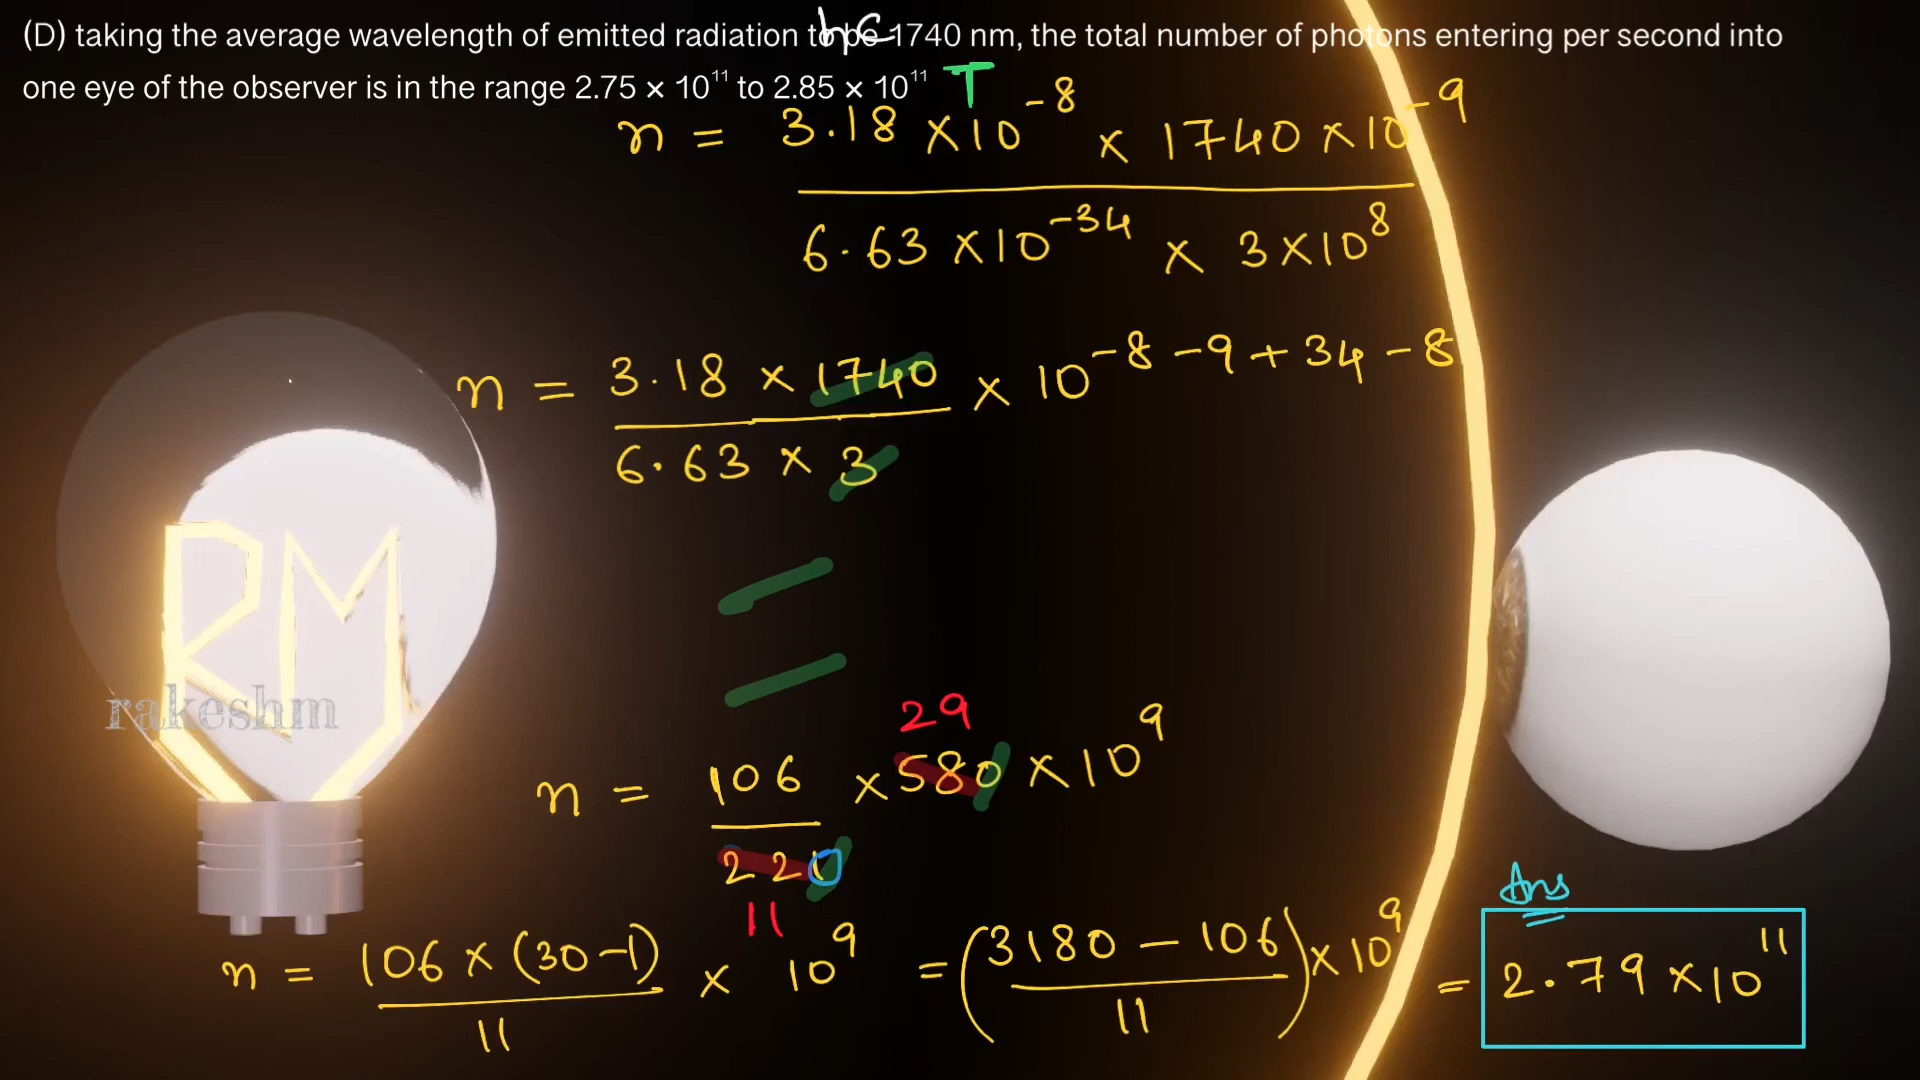 (D) taking the average wavelength of emitted radiation to be 1740 nm, the total number of photons entering per second into
hc
one eye of the observer is in the range 2.75 × 10¹¹ to 2.85 × 10¹¹ T
n = 3.18 × 10⁻⁸ × 1740 × 10⁻⁹
6.63 × 10⁻³⁴ × 3 × 10⁸
n = 3.18 × 1740 × 10⁻⁸⁻⁹⁺³⁴⁻⁸
6.63 × 3
RM
rakeshm
29
n = 106 × 580 × 10⁹
220
11
Ans
n = 106 × (30-1) × 10⁹ = (3180 - 106) × 10⁹ = 2.79 × 10¹¹
11 11